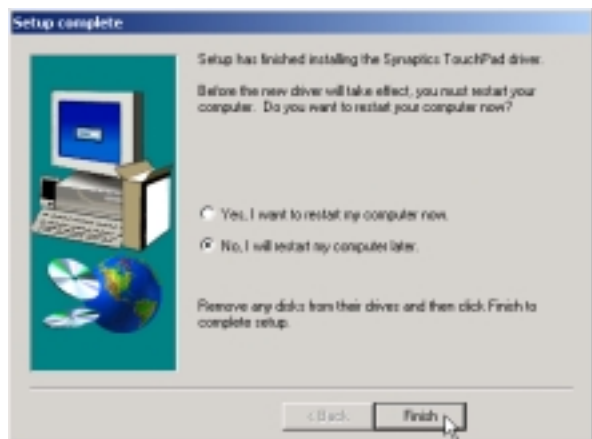 Setup complete
Setup has finished installing the Synaptics TouchPad driver.
Before the new driver will take effect, you must restart your
computer. Do you want to restart your computer now?
Yes, I want to restart my computer now.
No, I will restart my computer later.
Remove any disks from their drives and then click Finish to
complete setup.
< Back
Finish